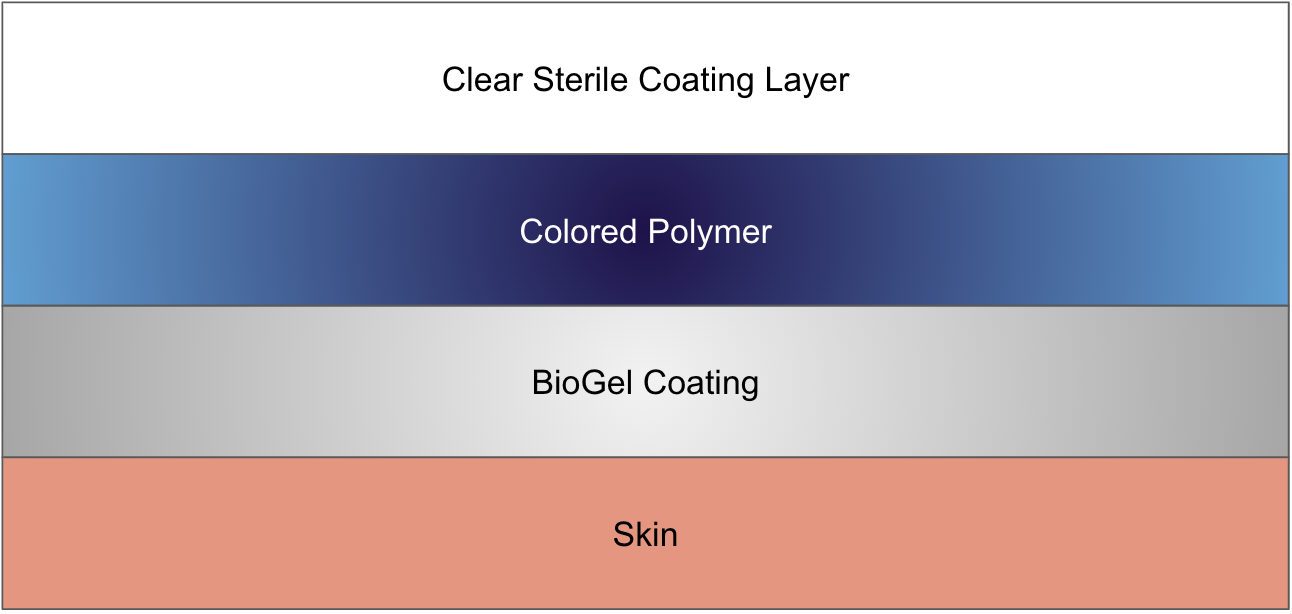 Clear Sterile Coating Layer
Colored Polymer
BioGel Coating
Skin